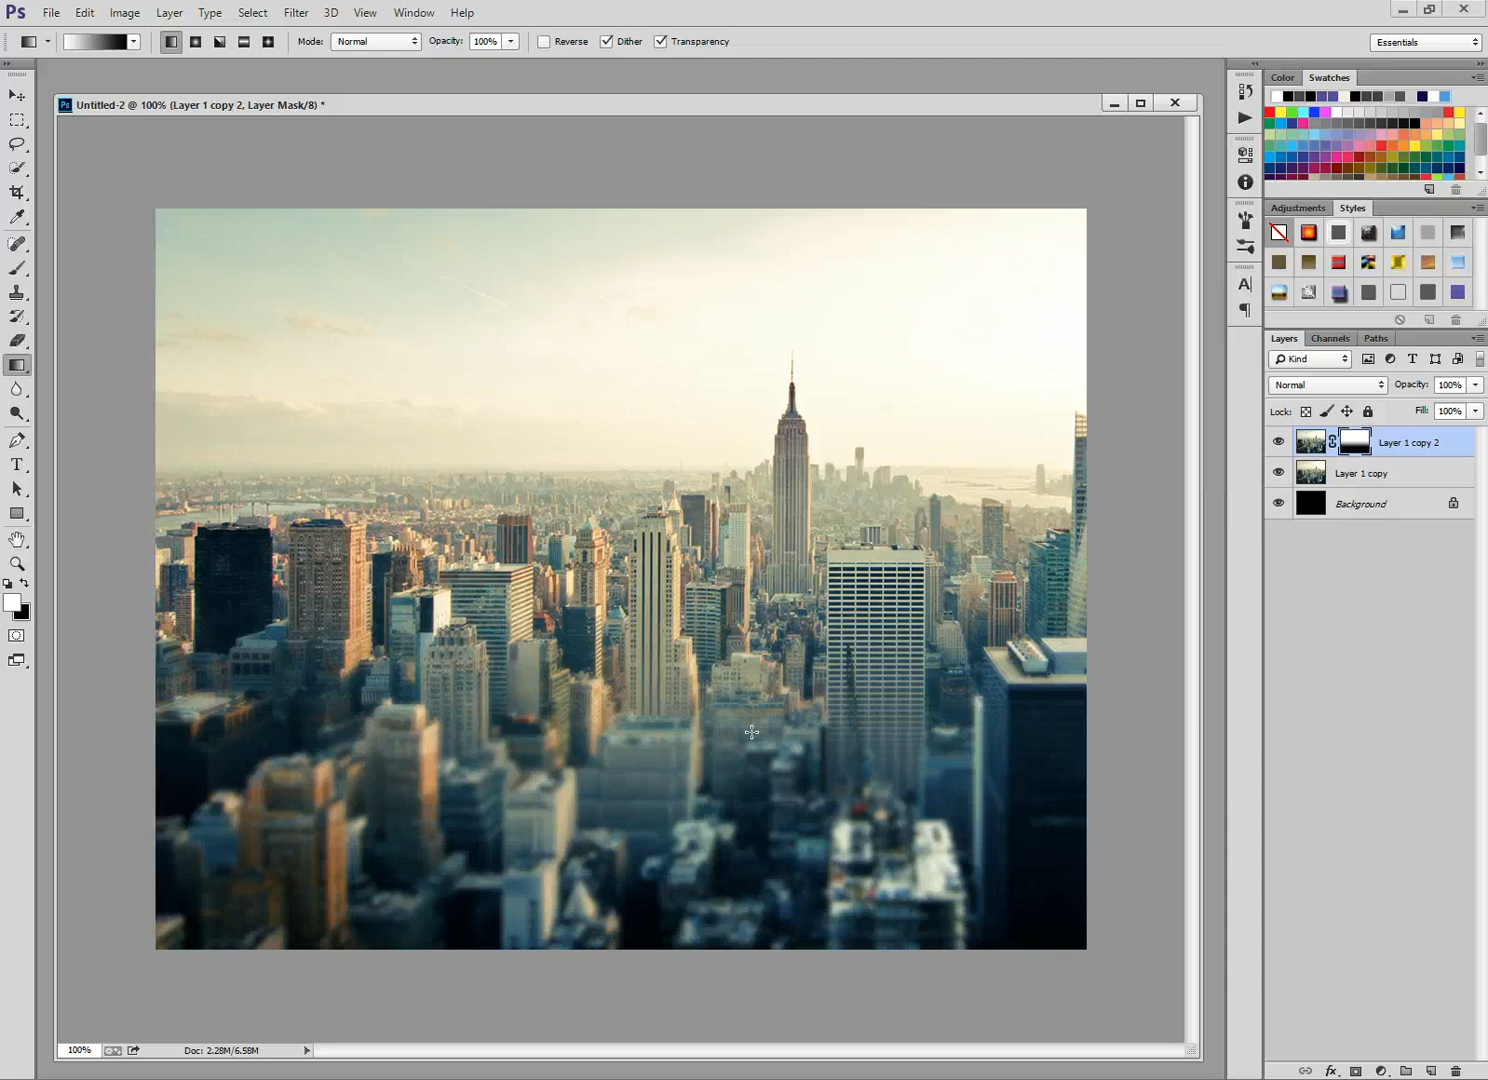 Ps File Edit Image Layer Type Select Filter 3D View Window Help
Mode: Normal Opacity: 100% Reverse Dither Transparency Essentials
Color Swatches
Ps Untitled-2 @ 100% (Layer 1 copy 2, Layer Mask/8) *
Adjustments Styles
A
T
Layers Channels Paths
Kind T
Normal Opacity: 100%
Lock: Fill: 100%
Layer 1 copy 2
Layer 1 copy
Background
100% Doc: 2.28M/6.58M
fx